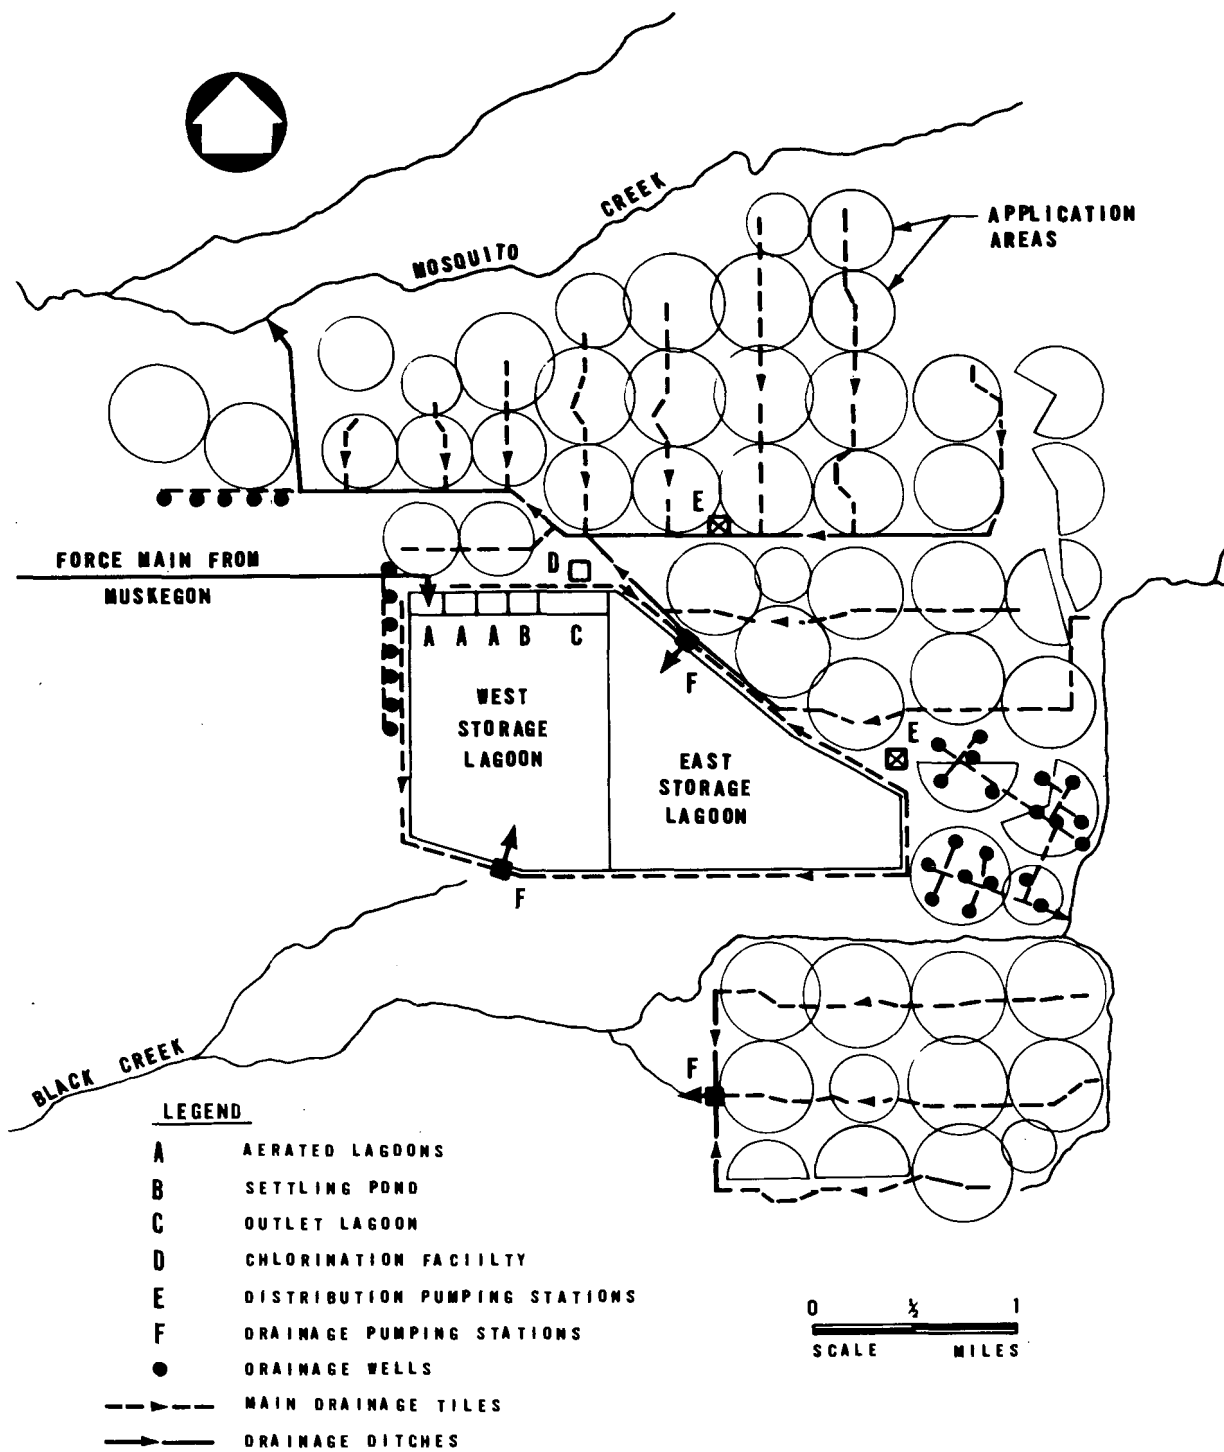 CREEK
MOSQUITO
APPLICATION
AREAS
E
FORCE MAIN FROM
MUSKEGON
D
A A A B C
F
WEST
STORAGE
LAGOON
E
EAST
STORAGE
LAGOON
F
BLACK CREEK
F
LEGEND
A AERATED LAGOONS
B SETTLING POND
C OUTLET LAGOON
D CHLORINATION FACIILTY
E DISTRIBUTION PUMPING STATIONS
F DRAINAGE PUMPING STATIONS
DRAINAGE WELLS
MAIN DRAINAGE TILES
DRAINAGE DITCHES
0 ½ 1
SCALE MILES